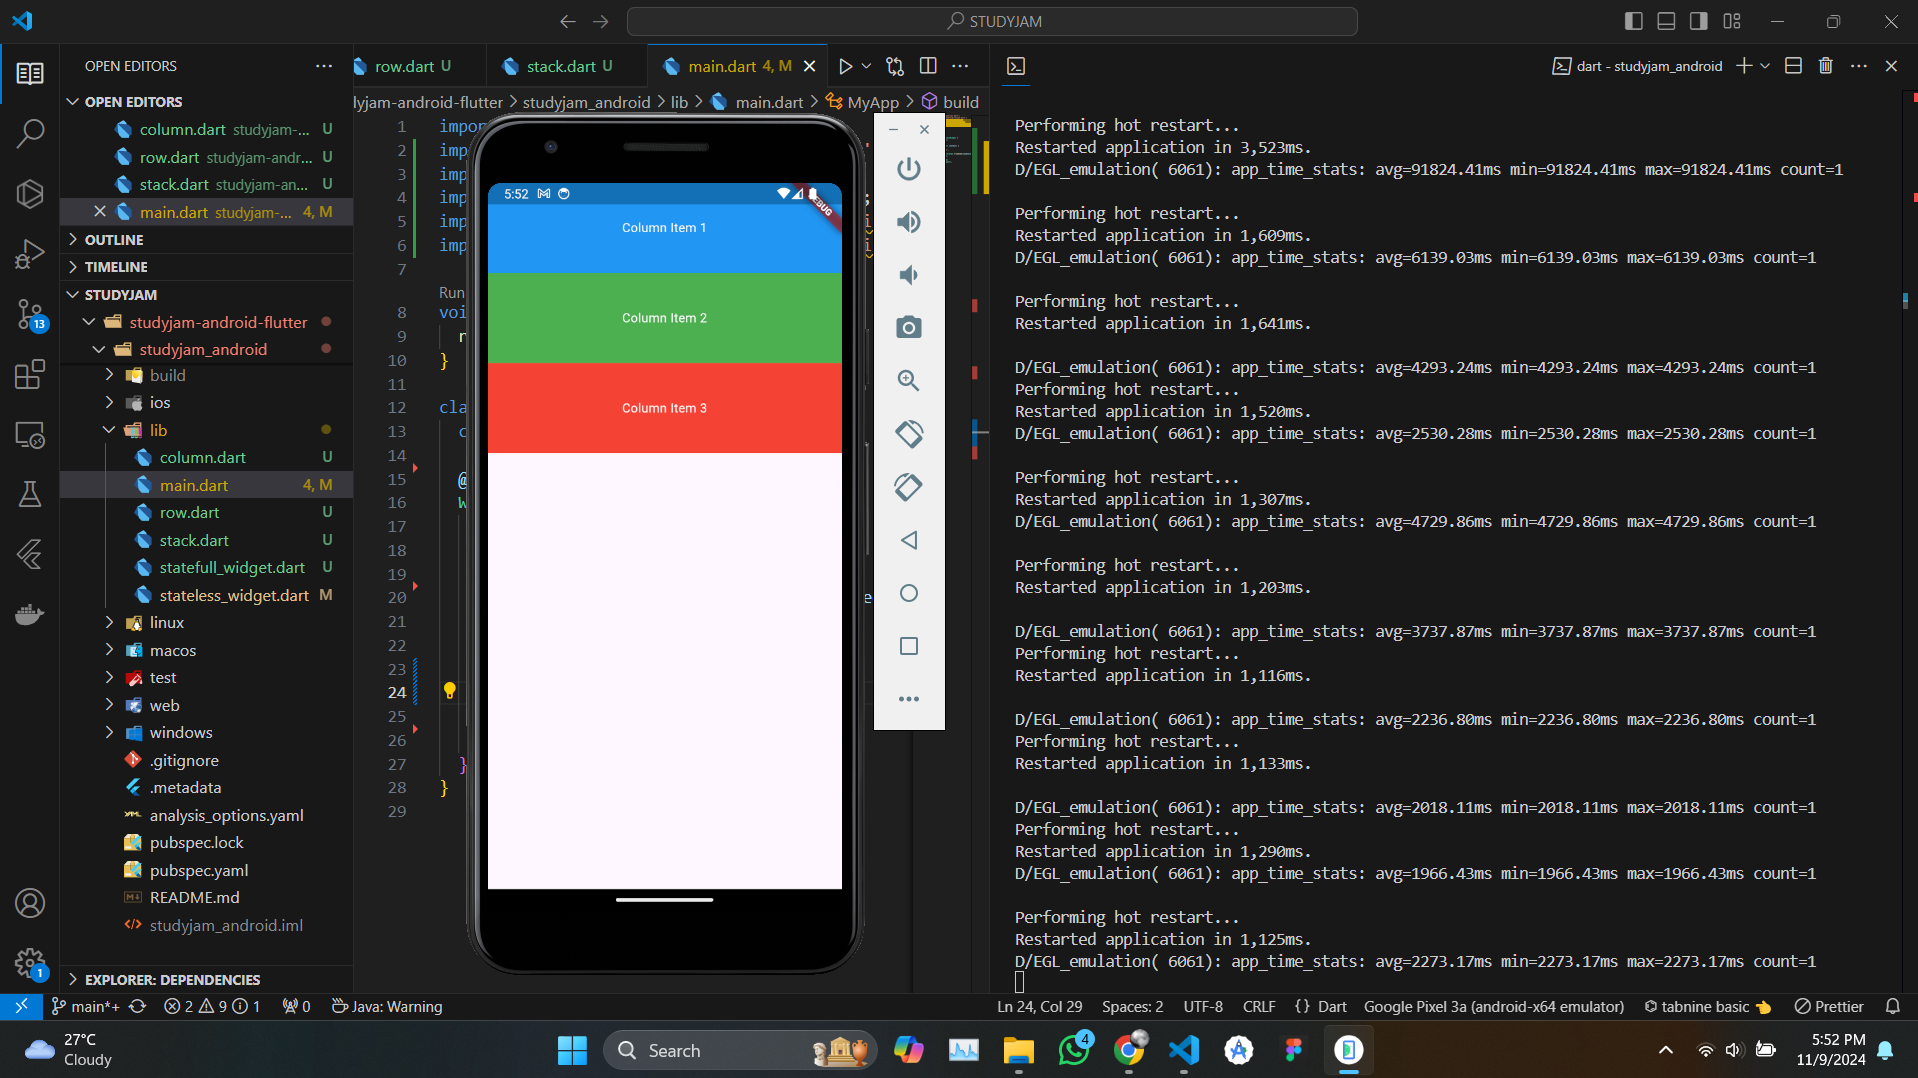 STUDYJAM
OPEN EDITORS
row.dart U
stack.dart U
main.dart 4, M
dart - studyjam_android
OPEN EDITORS
lyjam-android-flutter > studyjam_android > lib > main.dart > MyApp > build
column.dart studyjam-... U
row.dart studyjam-andr... U
stack.dart studyjam-an... U
main.dart studyjam-... 4, M
OUTLINE
TIMELINE
STUDYJAM
studyjam-android-flutter
studyjam_android
build
ios
lib
column.dart U
main.dart 4, M
row.dart U
stack.dart U
statefull_widget.dart U
stateless_widget.dart M
linux
macos
test
web
windows
.gitignore
.metadata
analysis_options.yaml
pubspec.lock
pubspec.yaml
README.md
studyjam_android.iml
EXPLORER: DEPENDENCIES
13
1
1 impor
2 imp
3 imp
4 imp ;
5 imp i
6 imp i
7
Run
8 voi
9 r
10 }
11
12 cla
13 c
14
15 @
16 W
17
18
19
20 e
21
22
23
24
25
26
27 }
28 }
29
5:52
DEBUG
Column Item 1
Column Item 2
Column Item 3
Performing hot restart...
Restarted application in 3,523ms.
D/EGL_emulation( 6061): app_time_stats: avg=91824.41ms min=91824.41ms max=91824.41ms count=1
Performing hot restart...
Restarted application in 1,609ms.
D/EGL_emulation( 6061): app_time_stats: avg=6139.03ms min=6139.03ms max=6139.03ms count=1
Performing hot restart...
Restarted application in 1,641ms.
D/EGL_emulation( 6061): app_time_stats: avg=4293.24ms min=4293.24ms max=4293.24ms count=1
Performing hot restart...
Restarted application in 1,520ms.
D/EGL_emulation( 6061): app_time_stats: avg=2530.28ms min=2530.28ms max=2530.28ms count=1
Performing hot restart...
Restarted application in 1,307ms.
D/EGL_emulation( 6061): app_time_stats: avg=4729.86ms min=4729.86ms max=4729.86ms count=1
Performing hot restart...
Restarted application in 1,203ms.
D/EGL_emulation( 6061): app_time_stats: avg=3737.87ms min=3737.87ms max=3737.87ms count=1
Performing hot restart...
Restarted application in 1,116ms.
D/EGL_emulation( 6061): app_time_stats: avg=2236.80ms min=2236.80ms max=2236.80ms count=1
Performing hot restart...
Restarted application in 1,133ms.
D/EGL_emulation( 6061): app_time_stats: avg=2018.11ms min=2018.11ms max=2018.11ms count=1
Performing hot restart...
Restarted application in 1,290ms.
D/EGL_emulation( 6061): app_time_stats: avg=1966.43ms min=1966.43ms max=1966.43ms count=1
Performing hot restart...
Restarted application in 1,125ms.
D/EGL_emulation( 6061): app_time_stats: avg=2273.17ms min=2273.17ms max=2273.17ms count=1
main*+ 2 9 1 0 Java: Warning Ln 24, Col 29 Spaces: 2 UTF-8 CRLF {} Dart Google Pixel 3a (android-x64 emulator) tabnine basic Prettier
27°C
Cloudy
Search
4
5:52 PM
11/9/2024